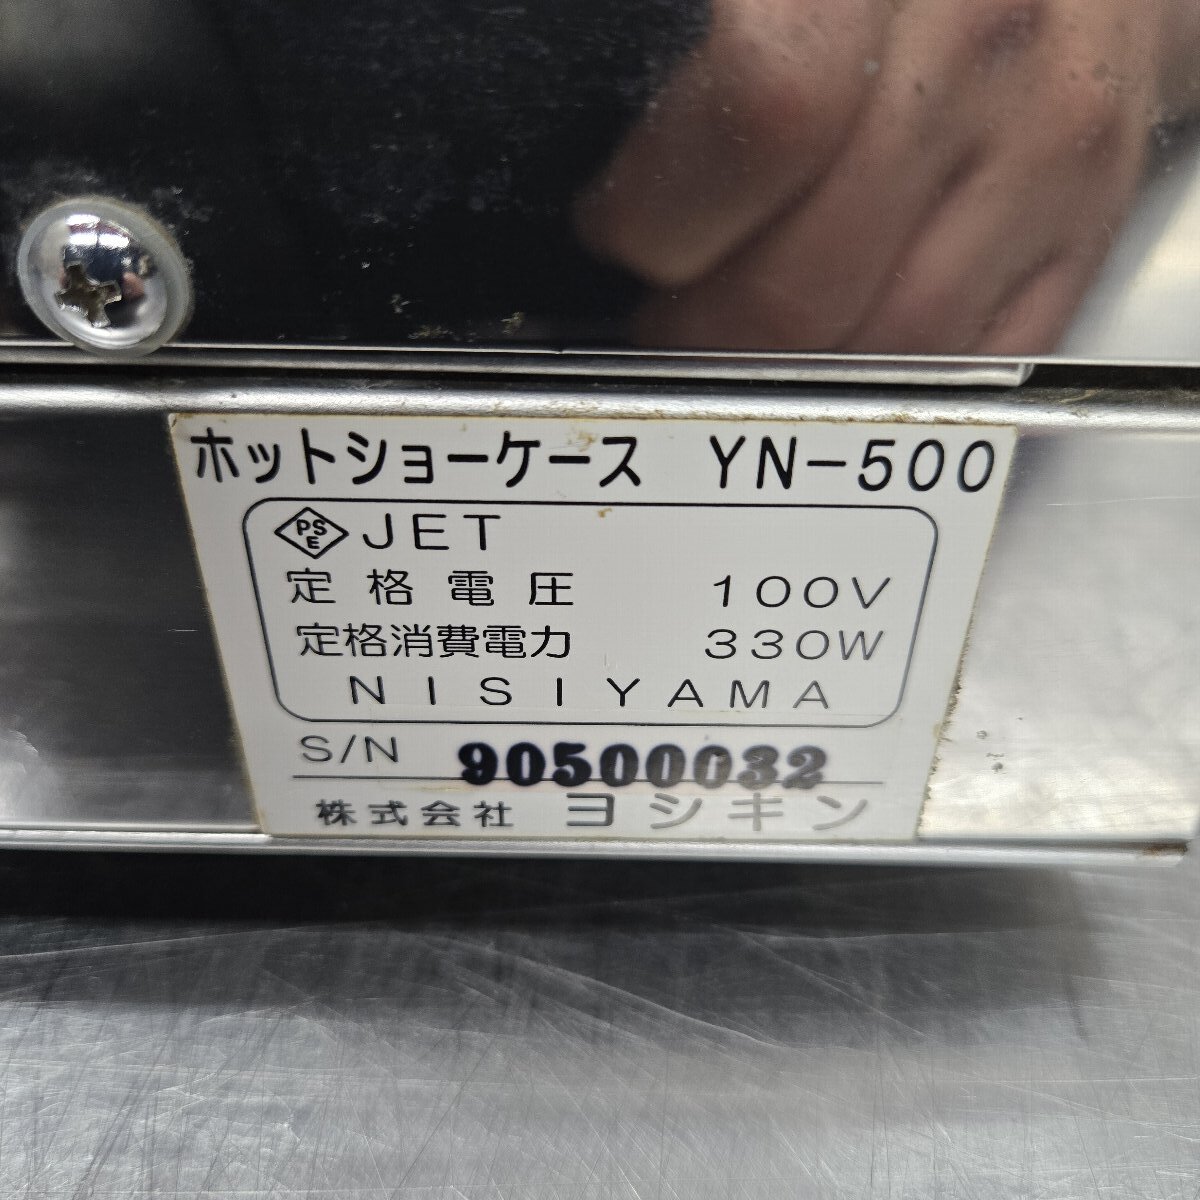 ホットショーケース YN-500
PSE JET
定格電圧 100V
定格消費電力 330W
NISIYAMA
S/N 90500032
株式会社 ヨシキン